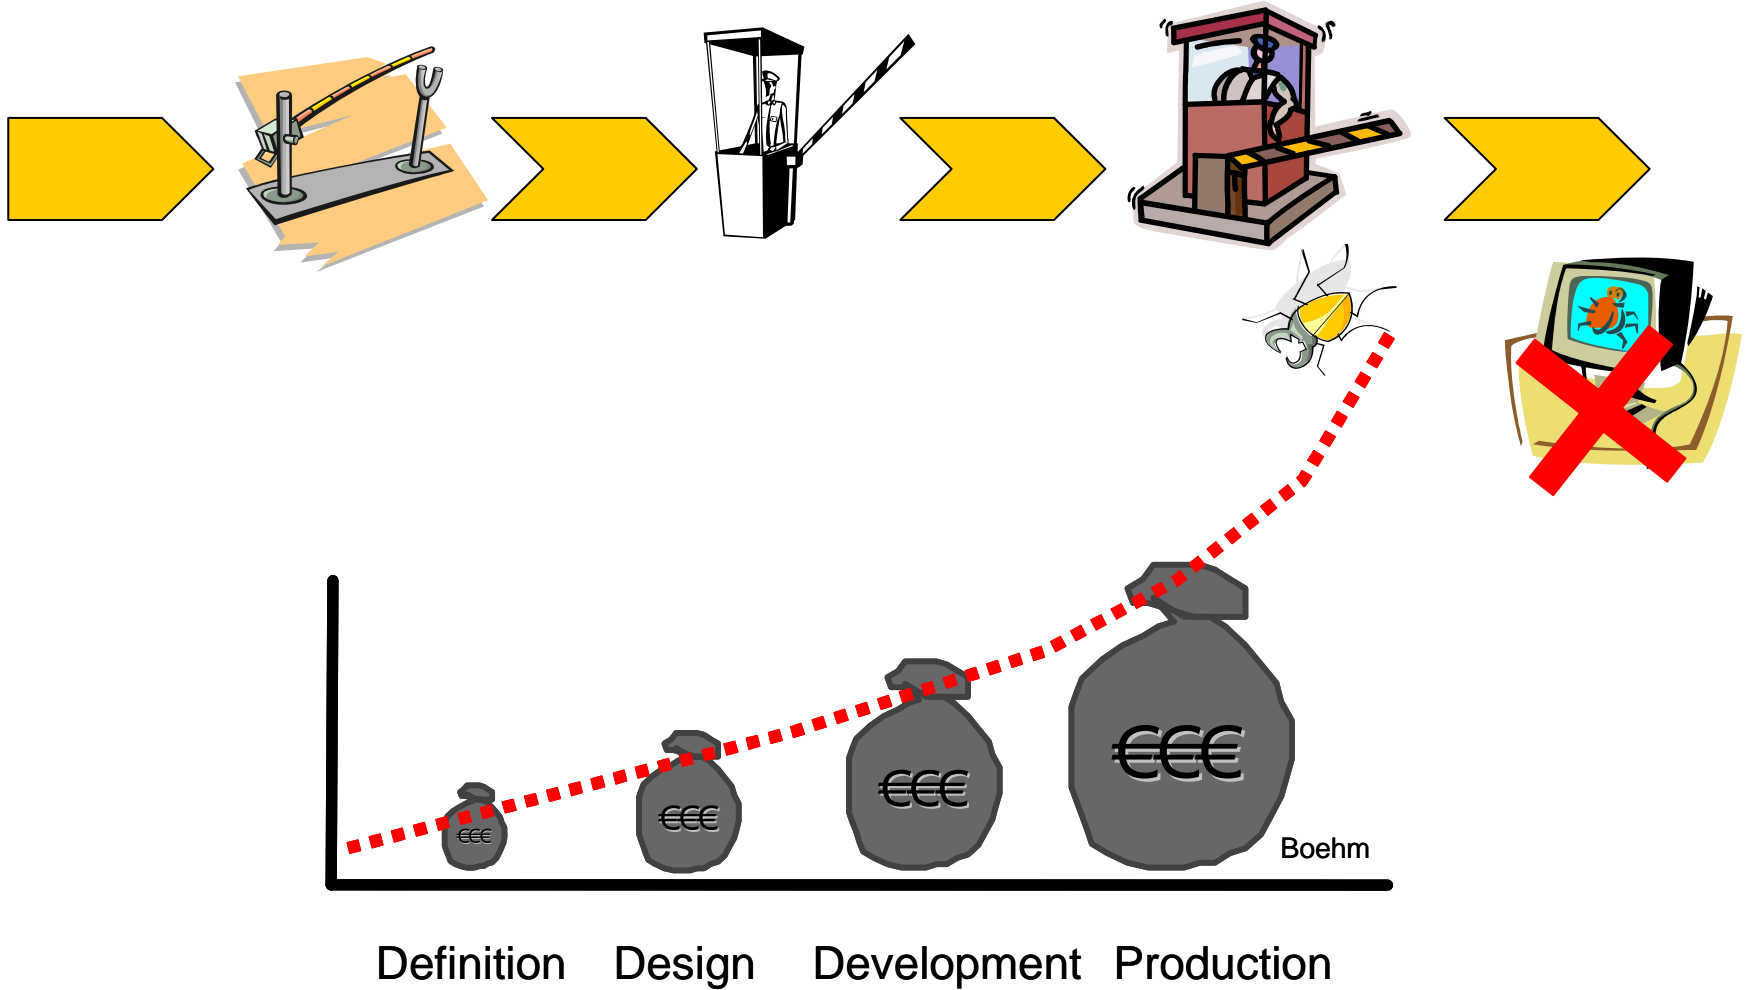 €€€
€€€
€€€
€€€
Boehm
Definition Design Development Production